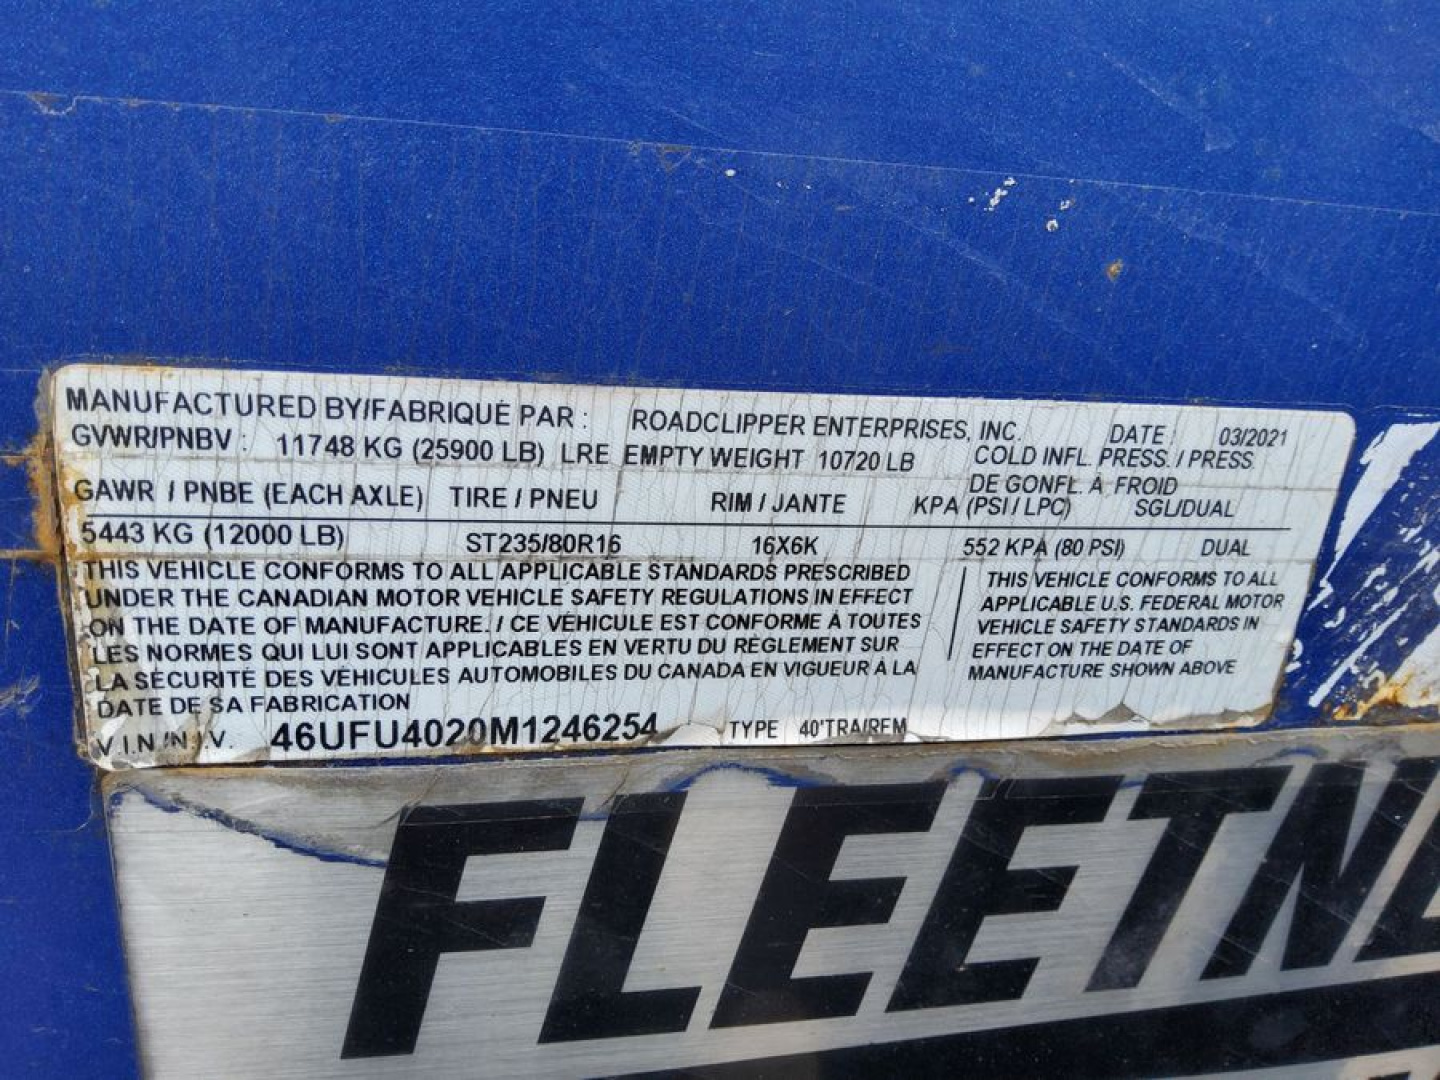 MANUFACTURED BY/FABRIQUÉ PAR : ROADCLIPPER ENTERPRISES, INC. DATE : 03/2021
GVWR/PNBV : 11748 KG (25900 LB) LRE EMPTY WEIGHT 10720 LB COLD INFL. PRESS. / PRESS
DE GONFL. À FROID
GAWR / PNBE (EACH AXLE) TIRE / PNEU RIM / JANTE KPA (PSI / LPC) SGL/DUAL
5443 KG (12000 LB) ST235/80R16 16X6K 552 KPA (80 PSI) DUAL
THIS VEHICLE CONFORMS TO ALL APPLICABLE STANDARDS PRESCRIBED
UNDER THE CANADIAN MOTOR VEHICLE SAFETY REGULATIONS IN EFFECT
ON THE DATE OF MANUFACTURE. / CE VÉHICULE EST CONFORME À TOUTES
LES NORMES QUI LUI SONT APPLICABLES EN VERTU DU RÈGLEMENT SUR
LA SÉCURITÉ DES VÉHICULES AUTOMOBILES DU CANADA EN VIGUEUR À LA
DATE DE SA FABRICATION
THIS VEHICLE CONFORMS TO ALL
APPLICABLE U.S. FEDERAL MOTOR
VEHICLE SAFETY STANDARDS IN
EFFECT ON THE DATE OF
MANUFACTURE SHOWN ABOVE
V.I.N./N.I.V. 46UFU4020M1246254 TYPE 40'TRA/REM
FLEETN